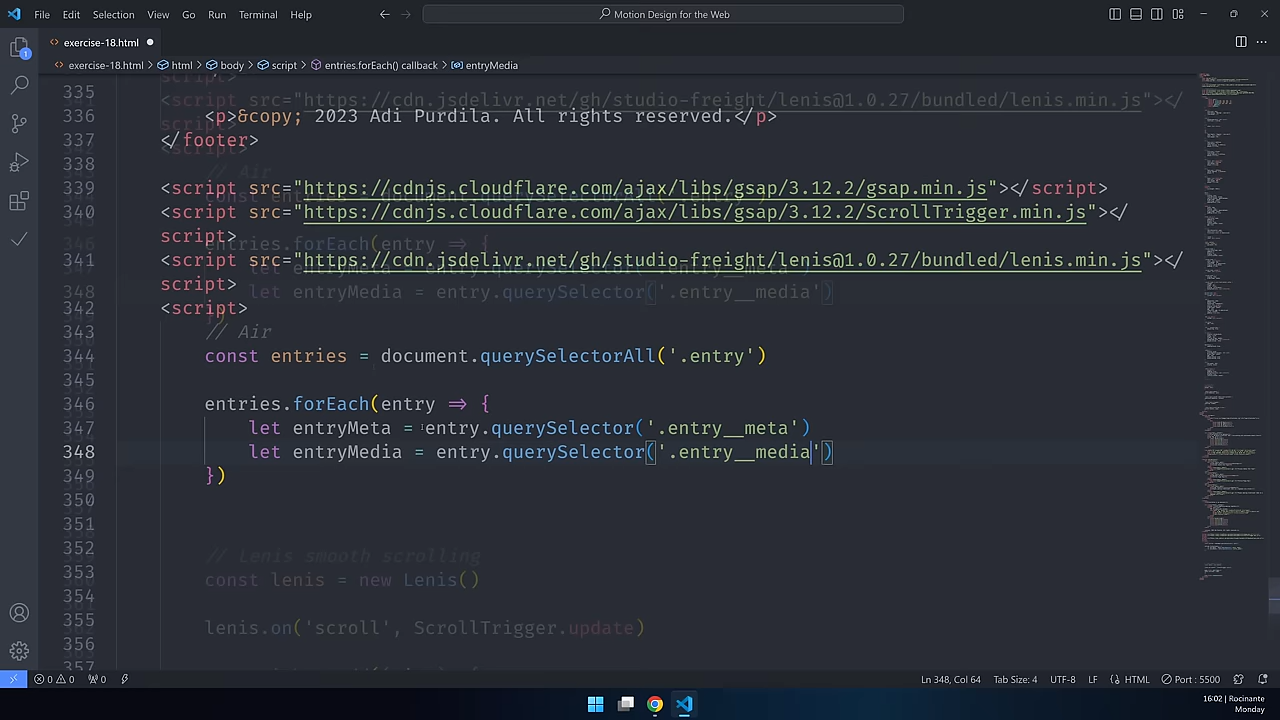 File Edit Selection View Go Run Terminal Help
Motion Design for the Web
exercise-18.html
exercise-18.html › html › body › script › entries.forEach() callback › entryMedia
335
336 <p>&copy; 2023 Adi Purdila. All rights reserved.</p>
337 </footer>
338
339 <script src="https://cdnjs.cloudflare.com/ajax/libs/gsap/3.12.2/gsap.min.js"></script>
340 <script src="https://cdnjs.cloudflare.com/ajax/libs/gsap/3.12.2/ScrollTrigger.min.js"></
script>
341 <script src="https://cdn.jsdelivr.net/gh/studio-freight/lenis@1.0.27/bundled/lenis.min.js"></
script>
342 <script>
343 // Air
344 const entries = document.querySelectorAll('.entry')
345
346 entries.forEach(entry => {
347 let entryMeta = entry.querySelector('.entry__meta')
348 let entryMedia = entry.querySelector('.entry__media')
349 })
350
351
352 // Lenis smooth scrolling
353 const lenis = new Lenis()
354
355 lenis.on('scroll', ScrollTrigger.update)
356
357
1
0 0 0
Ln 348, Col 64
Tab Size: 4
UTF-8
LF
HTML
Port : 5500
16:02 | Rocinante
Monday